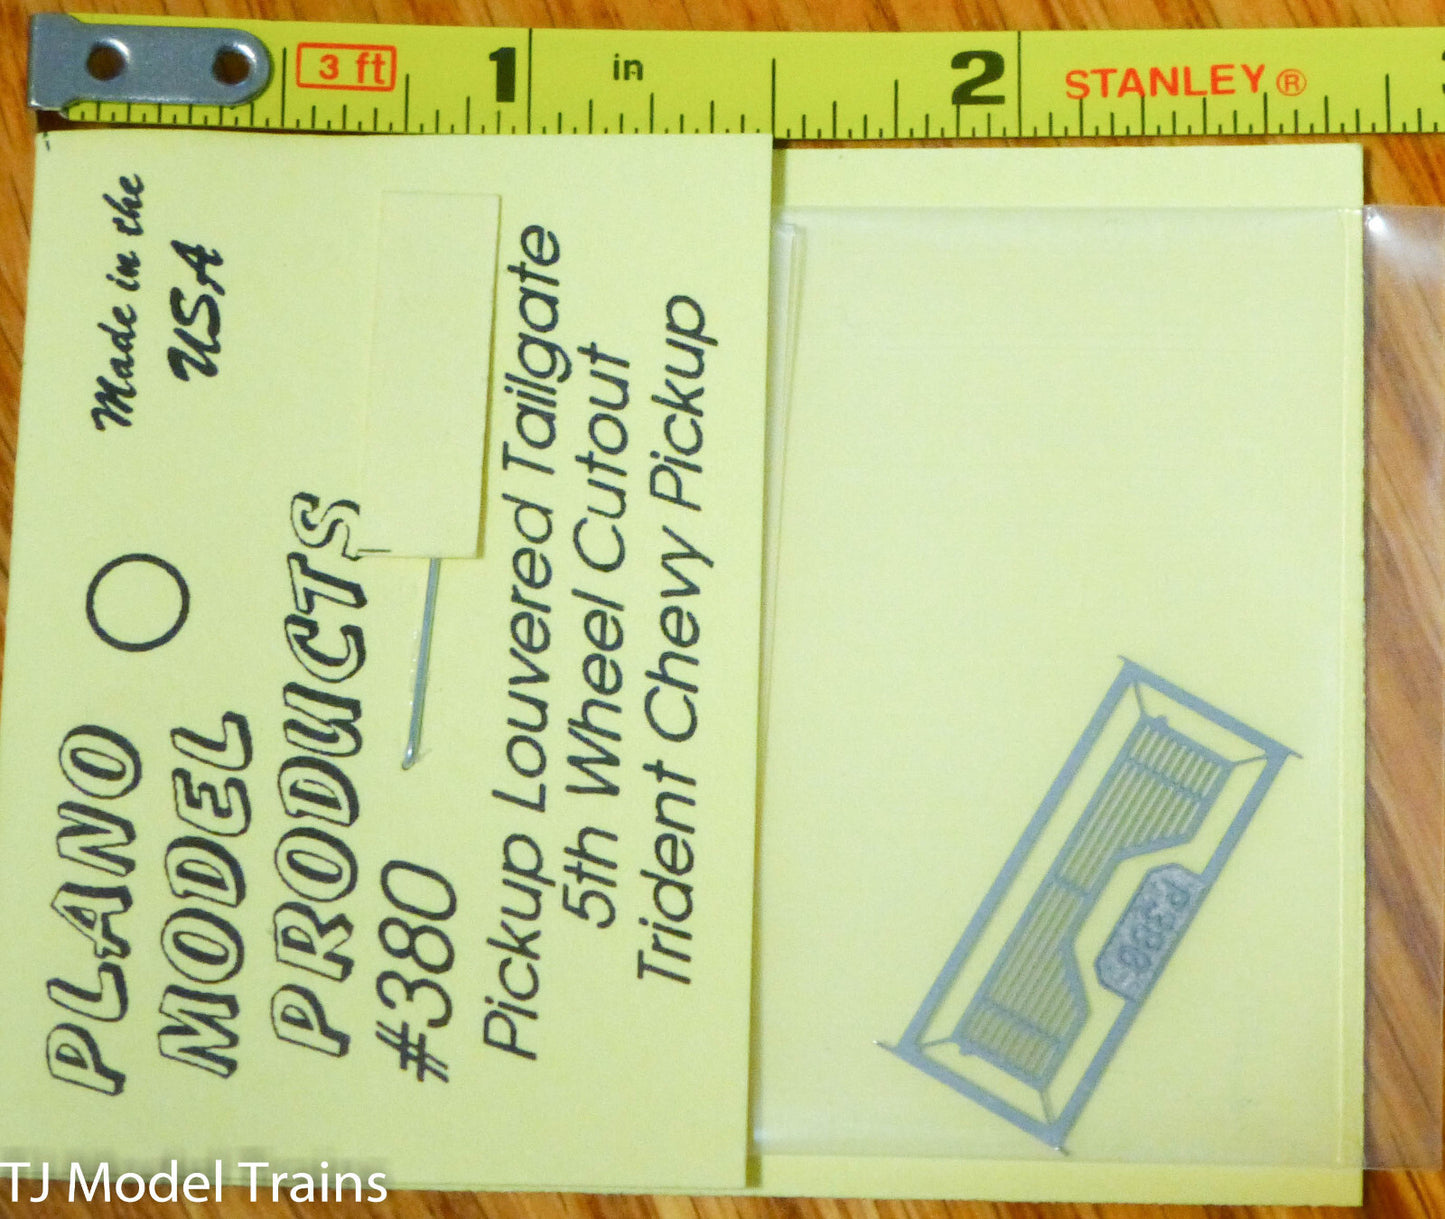 3 ft 1 in 2 STANLEY®
Made in the
USA
PLANO
MODEL
PRODUCTS
#380
Pickup Louvered Tailgate
5th Wheel Cutout
Trident Chevy Pickup
TJ Model Trains